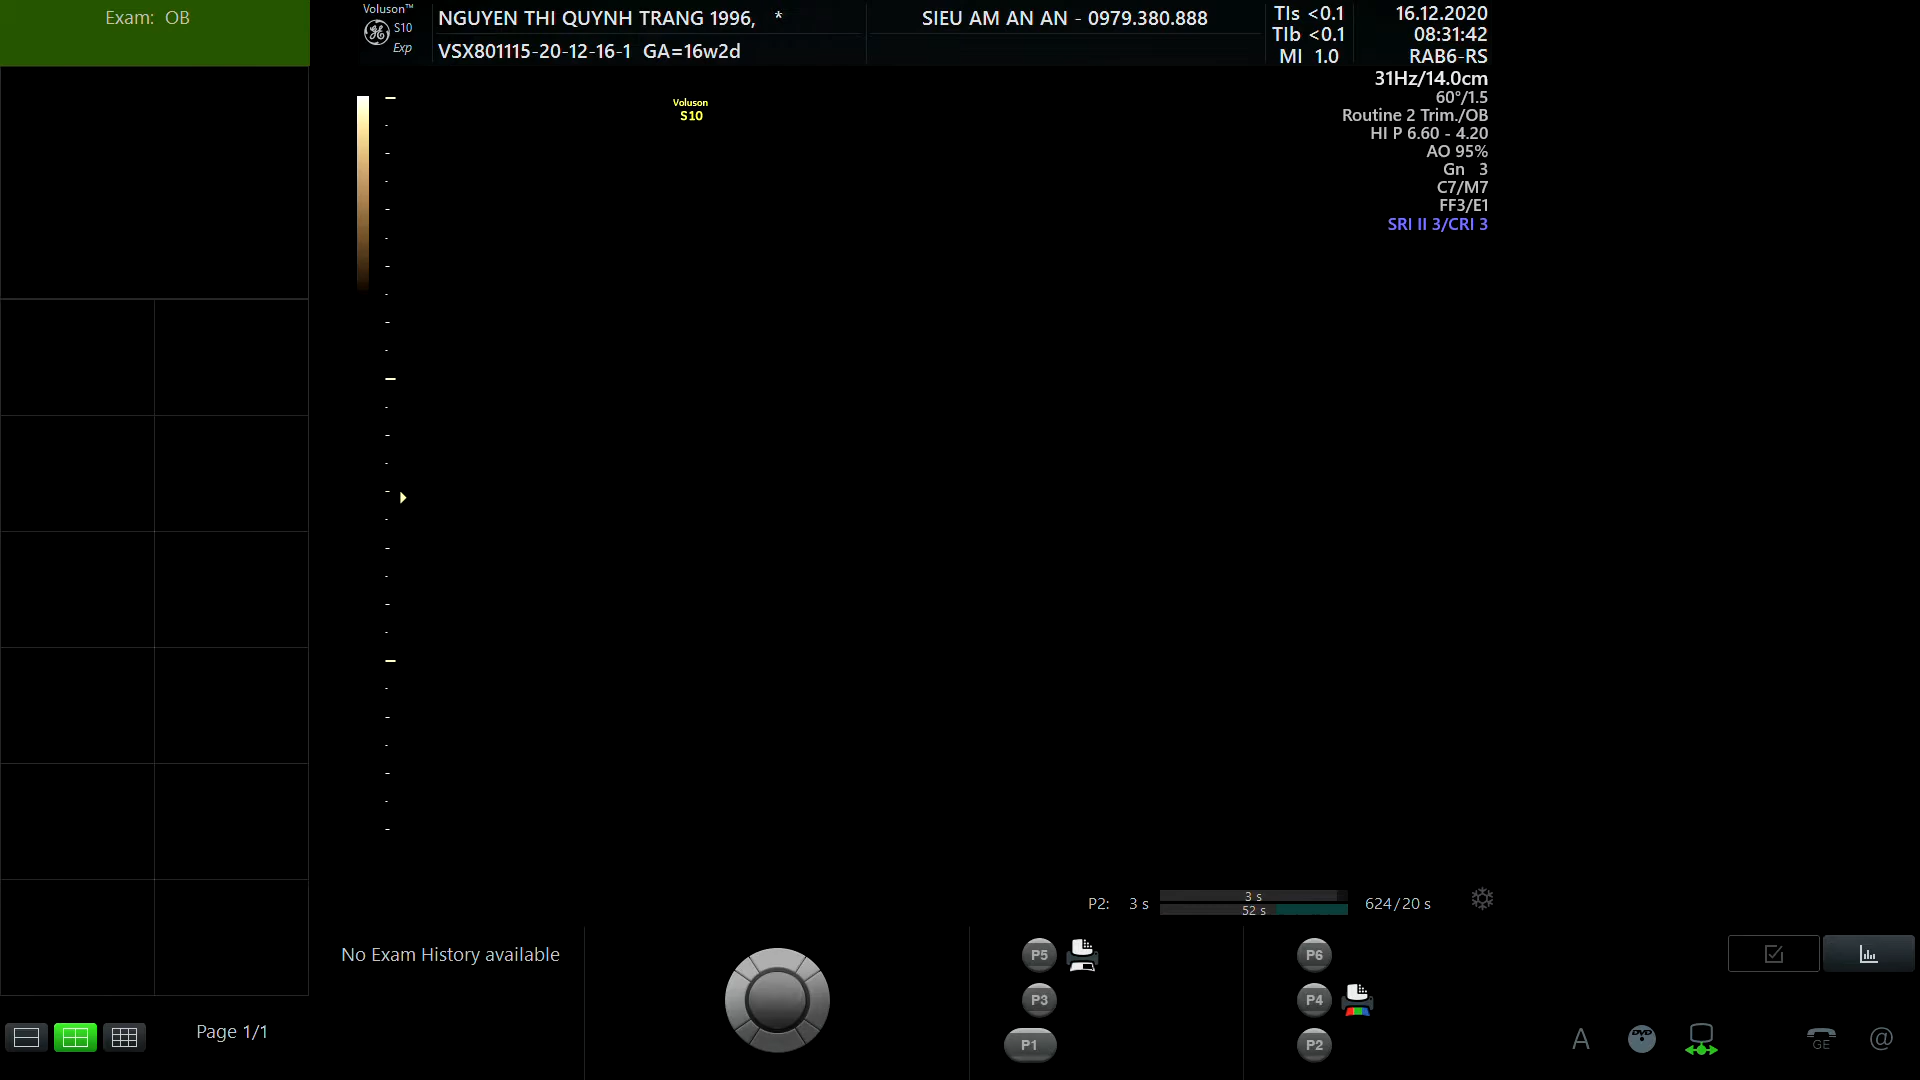 Exam: OB
Voluson™
S10
Exp
NGUYEN THI QUYNH TRANG 1996, *
VSX801115-20-12-16-1 GA=16w2d
SIEU AM AN AN - 0979.380.888
TIs <0.1
TIb <0.1
MI 1.0
16.12.2020
08:31:42
RAB6-RS
31Hz/14.0cm
60°/1.5
Routine 2 Trim./OB
HI P 6.60 - 4.20
AO 95%
Gn 3
C7/M7
FF3/E1
SRI II 3/CRI 3
Voluson
S10
P2: 3 s
3 s
52 s
624/20 s
No Exam History available
P5
P3
P1
P6
P4
P2
Page 1/1
A
DVD
GE
@